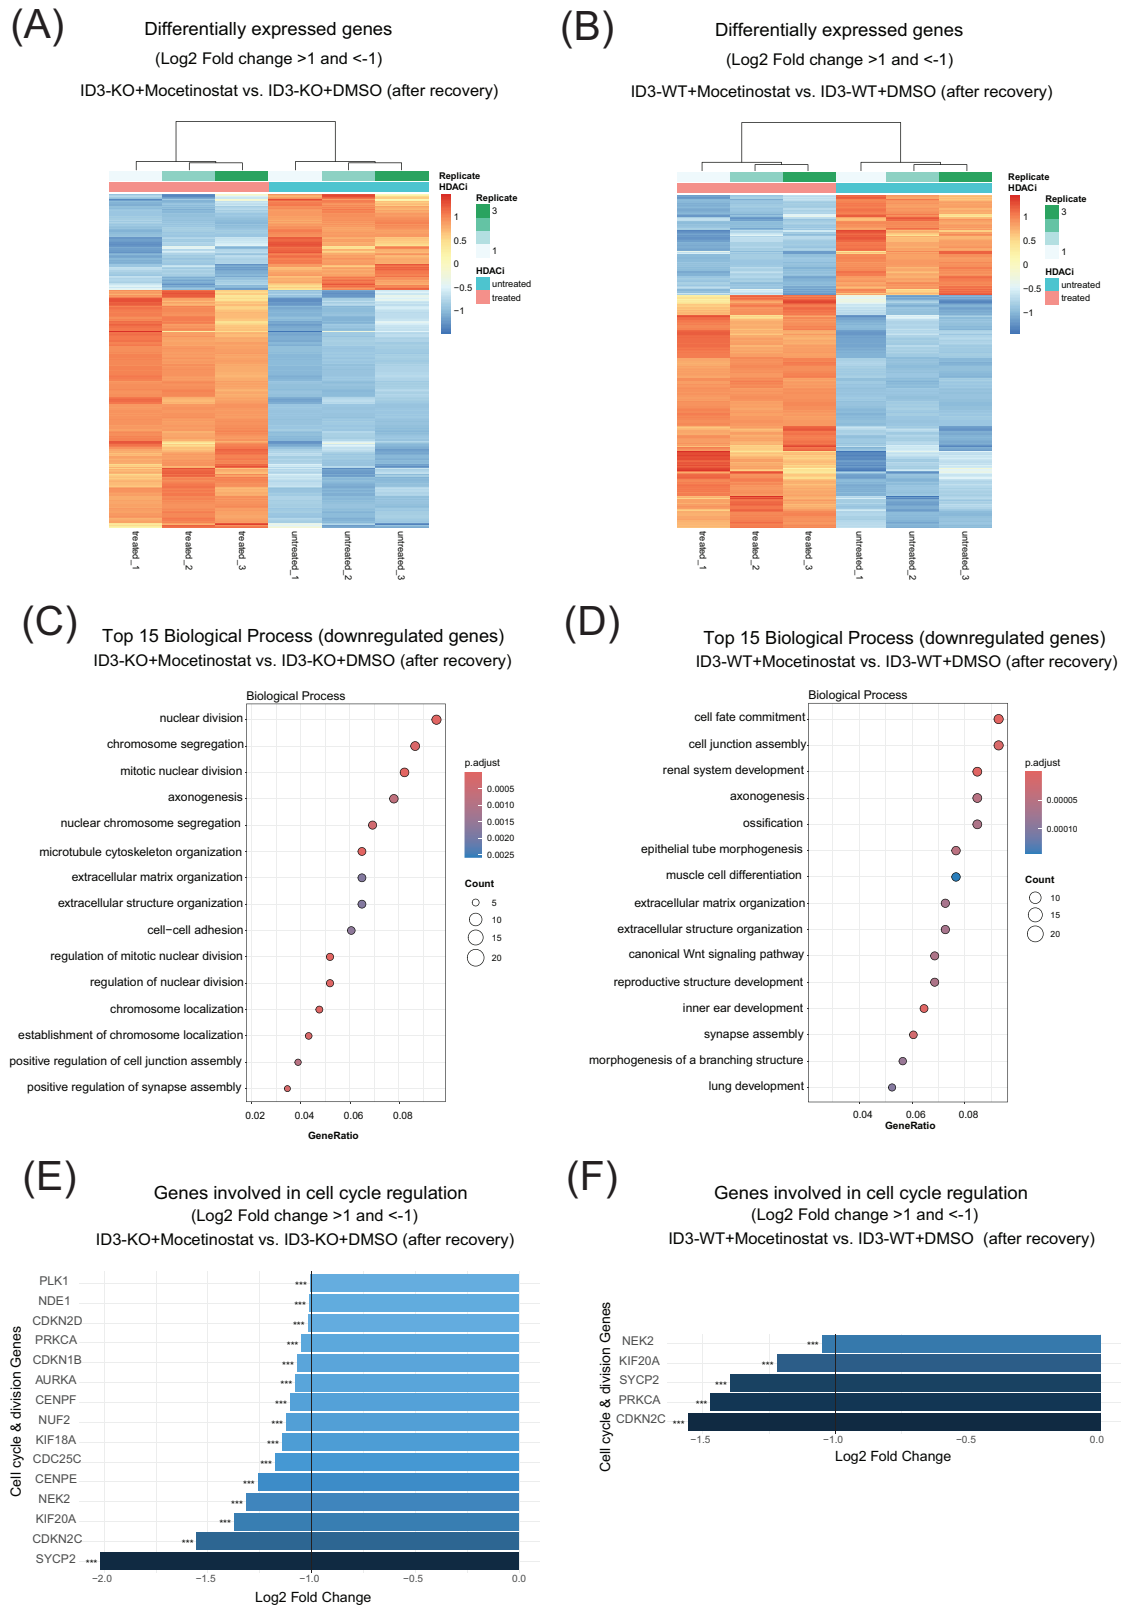 (A)
Differentially expressed genes
(Log2 Fold change >1 and <-1)
ID3-KO+Mocetinostat vs. ID3-KO+DMSO (after recovery)
Replicate
HDACi
1
0.5
0
−0.5
−1
Replicate
3
1
HDACi
untreated
treated
treated_1
treated_2
treated_3
untreated_1
untreated_2
untreated_3
(B)
Differentially expressed genes
(Log2 Fold change >1 and <-1)
ID3-WT+Mocetinostat vs. ID3-WT+DMSO (after recovery)
Replicate
HDACi
1
0.5
0
−0.5
−1
Replicate
3
1
HDACi
untreated
treated
treated_1
treated_2
treated_3
untreated_1
untreated_2
untreated_3
(C)
Top 15 Biological Process (downregulated genes)
ID3-KO+Mocetinostat vs. ID3-KO+DMSO (after recovery)
Biological Process
nuclear division
chromosome segregation
mitotic nuclear division
axonogenesis
nuclear chromosome segregation
microtubule cytoskeleton organization
extracellular matrix organization
extracellular structure organization
cell−cell adhesion
regulation of mitotic nuclear division
regulation of nuclear division
chromosome localization
establishment of chromosome localization
positive regulation of cell junction assembly
positive regulation of synapse assembly
0.02
0.04
0.06
0.08
GeneRatio
p.adjust
0.0005
0.0010
0.0015
0.0020
0.0025
Count
5
10
15
20
(D)
Top 15 Biological Process (downregulated genes)
ID3-WT+Mocetinostat vs. ID3-WT+DMSO (after recovery)
Biological Process
cell fate commitment
cell junction assembly
renal system development
axonogenesis
ossification
epithelial tube morphogenesis
muscle cell differentiation
extracellular matrix organization
extracellular structure organization
canonical Wnt signaling pathway
reproductive structure development
inner ear development
synapse assembly
morphogenesis of a branching structure
lung development
0.04
0.06
0.08
GeneRatio
p.adjust
0.00005
0.00010
Count
10
15
20
(E)
Genes involved in cell cycle regulation
(Log2 Fold change >1 and <-1)
ID3-KO+Mocetinostat vs. ID3-KO+DMSO (after recovery)
Cell cycle & division Genes
PLK1 ***
NDE1 ***
CDKN2D ***
PRKCA ***
CDKN1B ***
AURKA ***
CENPF ***
NUF2 ***
KIF18A ***
CDC25C ***
CENPE ***
NEK2 ***
KIF20A ***
CDKN2C ***
SYCP2 ***
−2.0
−1.5
−1.0
−0.5
0.0
Log2 Fold Change
(F)
Genes involved in cell cycle regulation
(Log2 Fold change >1 and <-1)
ID3-WT+Mocetinostat vs. ID3-WT+DMSO (after recovery)
Cell cycle & division Genes
NEK2 ***
KIF20A ***
SYCP2 ***
PRKCA ***
CDKN2C ***
−1.5
−1.0
−0.5
0.0
Log2 Fold Change